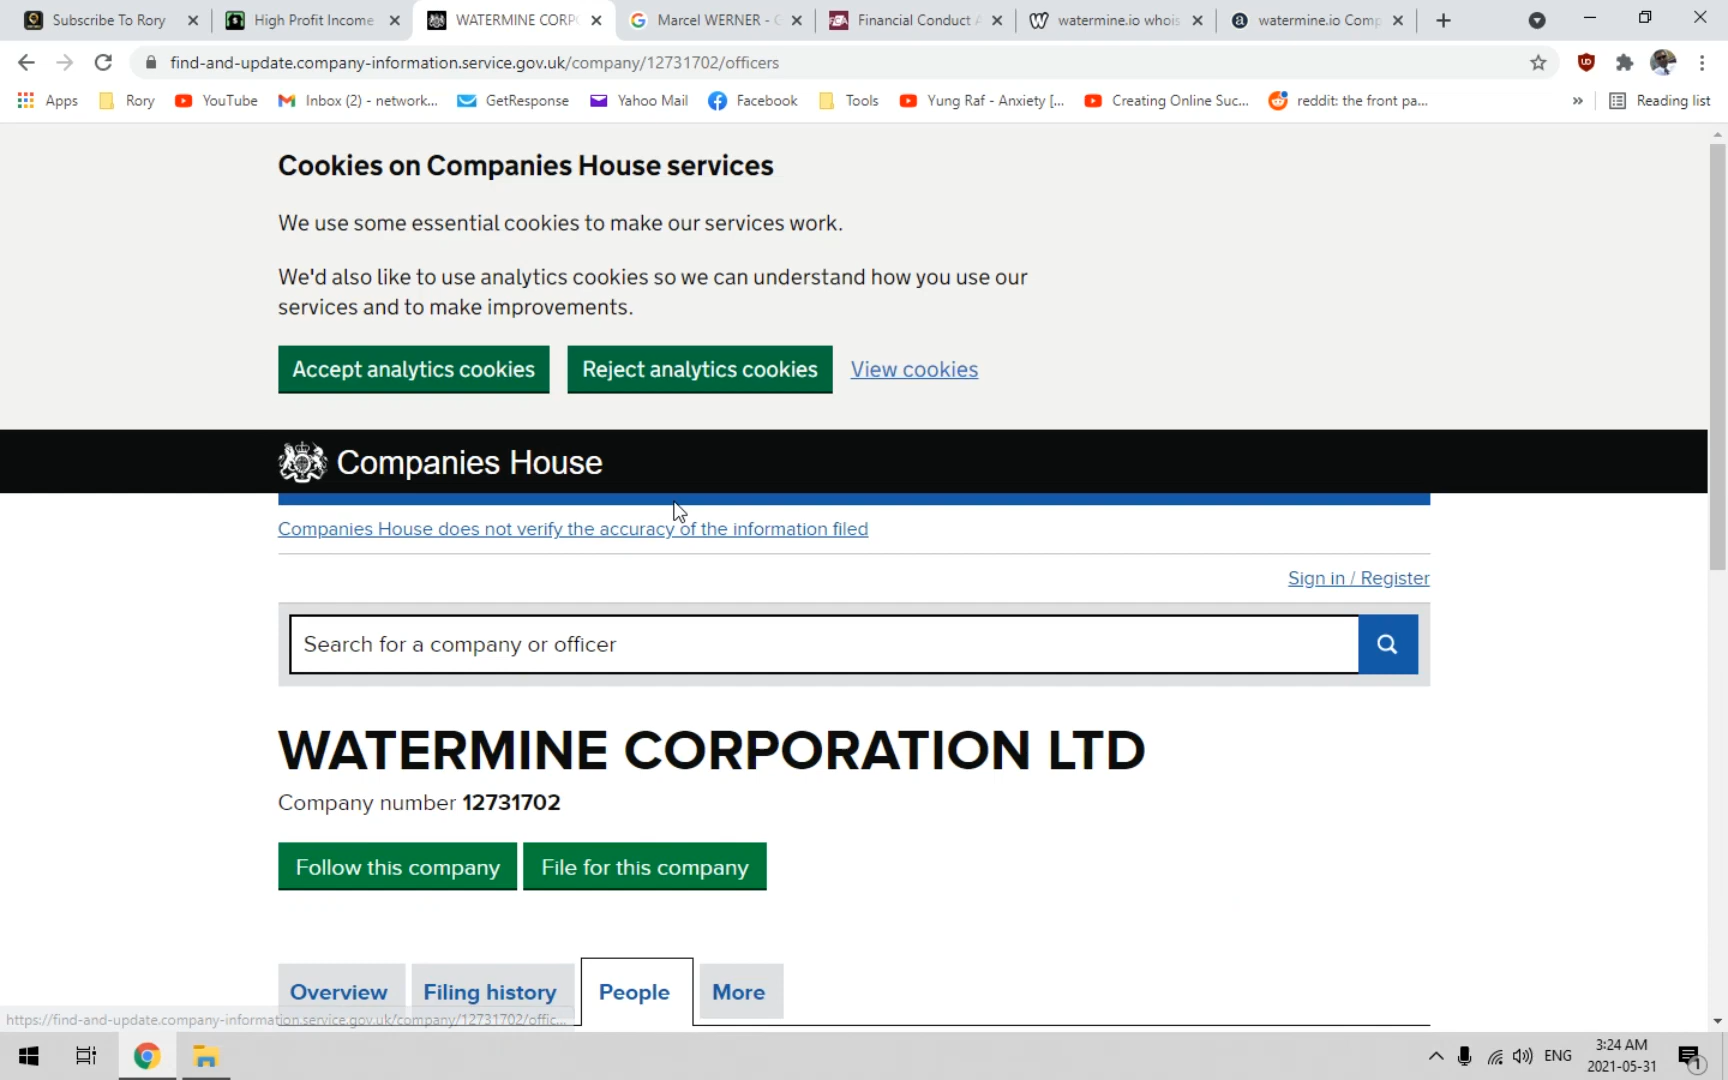 Subscribe To Rory
High Profit Income
WATERMINE CORP
Marcel WERNER -
Financial Conduct
watermine.io whois
watermine.io Comp
find-and-update.company-information.service.gov.uk/company/12731702/officers
Apps
Rory
YouTube
Inbox (2) - network...
GetResponse
Yahoo Mail
Facebook
Tools
Yung Raf - Anxiety [...
Creating Online Suc...
reddit: the front pa...
»
Reading list
Cookies on Companies House services
We use some essential cookies to make our services work.
We'd also like to use analytics cookies so we can understand how you use our
services and to make improvements.
Accept analytics cookies
Reject analytics cookies
View cookies
Companies House
Companies House does not verify the accuracy of the information filed
Sign in / Register
Search for a company or officer
WATERMINE CORPORATION LTD
Company number 12731702
Follow this company
File for this company
Overview
Filing history
People
More
https://find-and-update.company-information.service.gov.uk/company/12731702/offic...
ENG
3:24 AM
2021-05-31
1